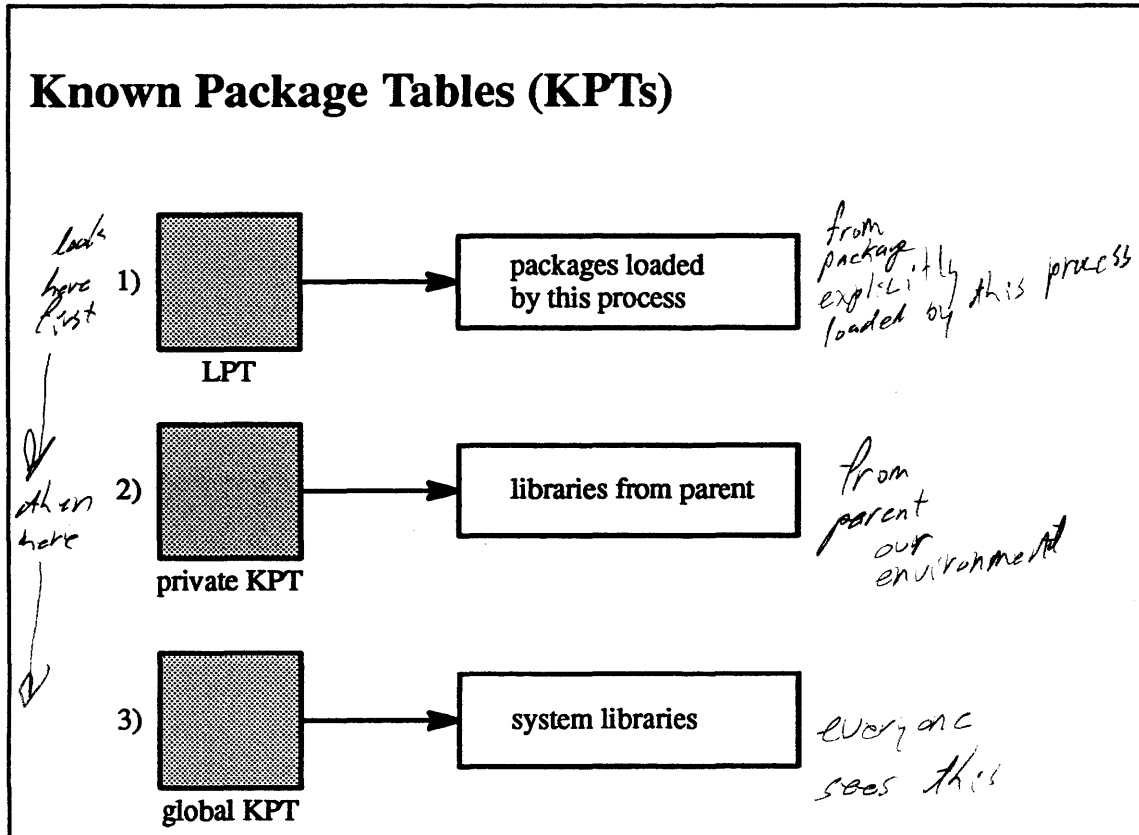 Known Package Tables (KPTs)
look
here
first
1)
LPT
packages loaded
by this process
from
package
explicitly
loaded by this process
then
here
2)
private KPT
libraries from parent
from
parent
our
environment
3)
global KPT
system libraries
everyone
sees this